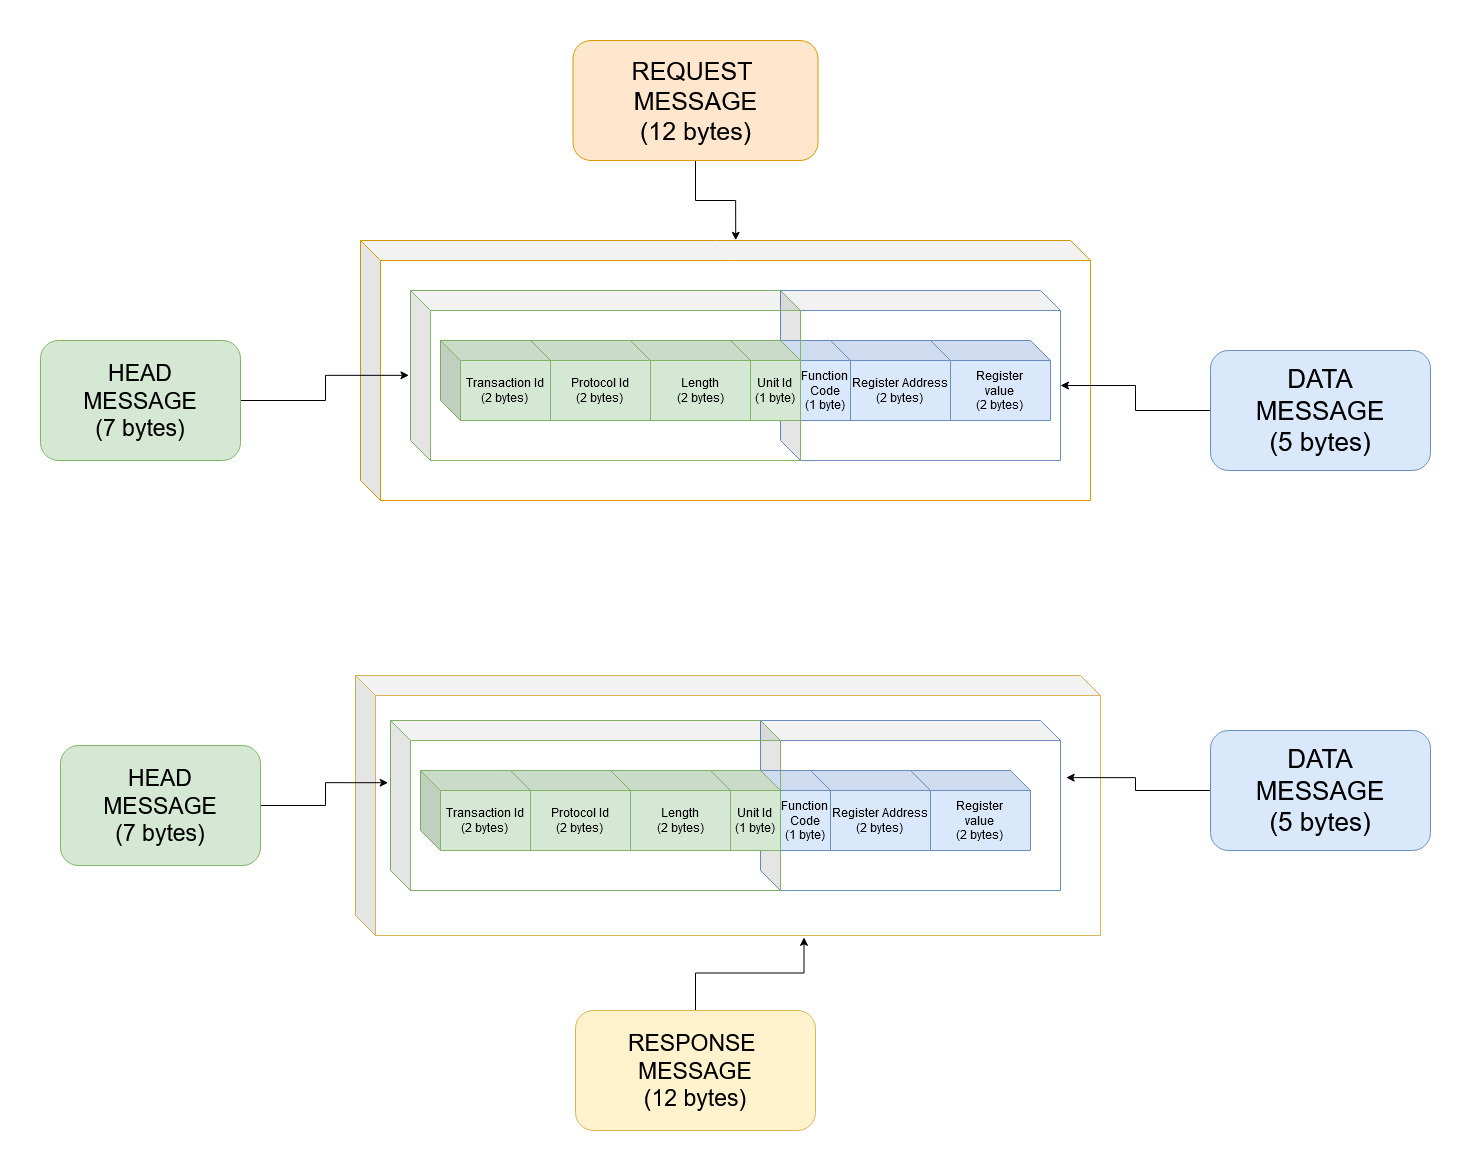 REQUEST
MESSAGE
(12 bytes)
HEAD
MESSAGE
(7 bytes)
Transaction Id
(2 bytes)
Protocol Id
(2 bytes)
Length
(2 bytes)
Unit Id
(1 byte)
Function
Code
(1 byte)
Register Address
(2 bytes)
Register
value
(2 bytes)
DATA
MESSAGE
(5 bytes)
HEAD
MESSAGE
(7 bytes)
Transaction Id
(2 bytes)
Protocol Id
(2 bytes)
Length
(2 bytes)
Unit Id
(1 byte)
Function
Code
(1 byte)
Register Address
(2 bytes)
Register
value
(2 bytes)
DATA
MESSAGE
(5 bytes)
RESPONSE
MESSAGE
(12 bytes)